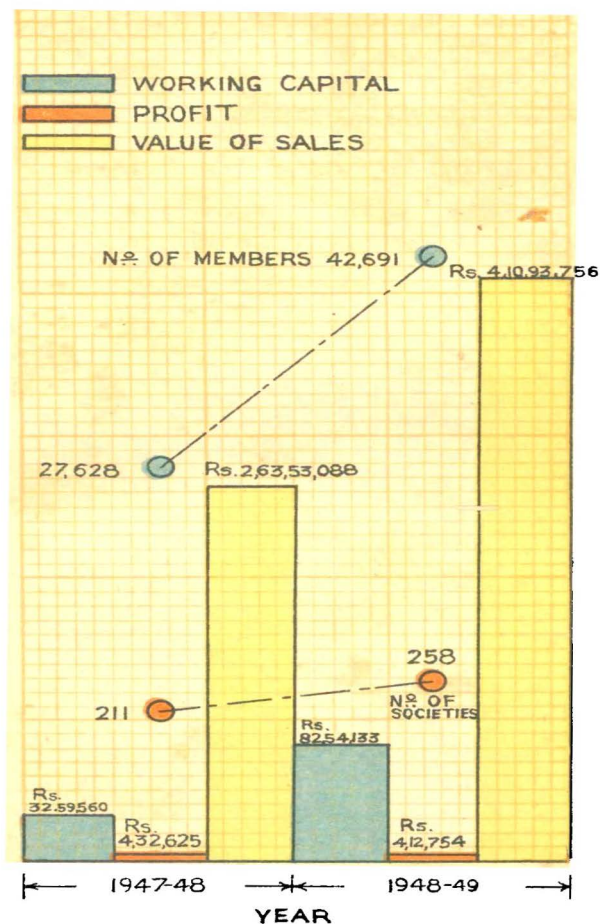 WORKING CAPITAL
PROFIT
VALUE OF SALES
Nº OF MEMBERS 42,691
Rs. 4,10,93,756
27,628
Rs.2,63,53,088
258
211
Nº OF
SOCIETIES
Rs.
82,54,133
Rs.
32,59,560
Rs.
4,32,625
Rs.
4,12,754
1947-48
1948-49
YEAR